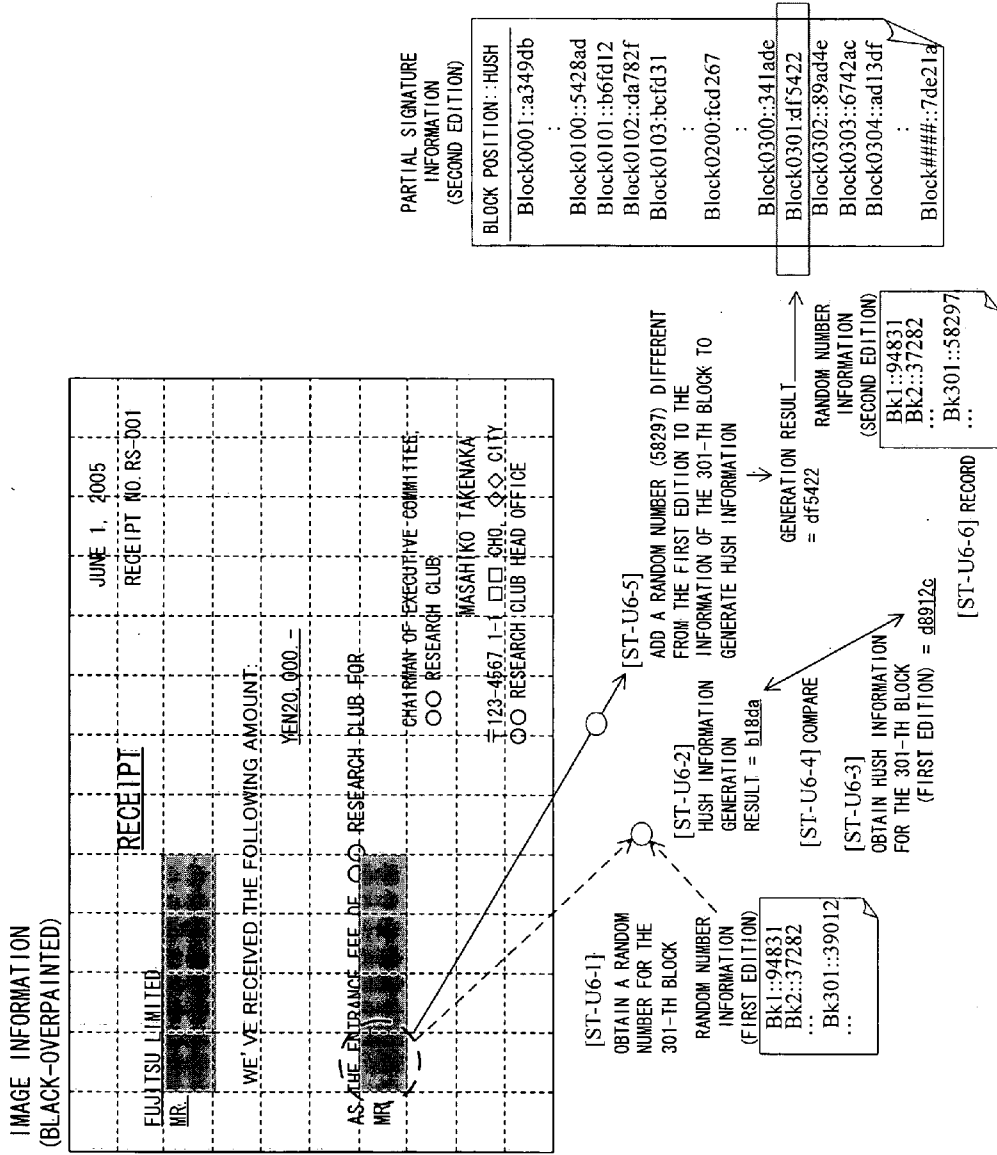 IMAGE INFORMATION
(BLACK-OVERPAINTED)
JUNE 1, 2005
RECEIPT NO. RS-001
RECEIPT
FUJITSU LIMITED
MR.
WE'VE RECEIVED THE FOLLOWING AMOUNT:
YEN20,000.−
AS THE ENTRANCE FEE OF ○○ RESEARCH CLUB FOR
MR.
CHAIRMAN OF EXECUTIVE COMMITTEE,
○○ RESEARCH CLUB
MASAHIKO TAKENAKA
〒123-4567 1-1 □□ CHO, ◇◇ CITY
○○ RESEARCH CLUB HEAD OFFICE
[ST-U6-1]
OBTAIN A RANDOM
NUMBER FOR THE
301-TH BLOCK
RANDOM NUMBER
INFORMATION
(FIRST EDITION)
Bk1::94831
Bk2::37282
...
Bk301::39012
...
[ST-U6-2]
HUSH INFORMATION
GENERATION
RESULT = b18da
[ST-U6-4] COMPARE
[ST-U6-3]
OBTAIN HUSH INFORMATION
FOR THE 301-TH BLOCK
(FIRST EDITION) = d8912c
[ST-U6-5]
ADD A RANDOM NUMBER (58297) DIFFERENT
FROM THE FIRST EDITION TO THE
INFORMATION OF THE 301-TH BLOCK TO
GENERATE HUSH INFORMATION
GENERATION RESULT
= df5422
RANDOM NUMBER
INFORMATION
(SECOND EDITION)
Bk1::94831
Bk2::37282
...
Bk301::58297
...
[ST-U6-6] RECORD
PARTIAL SIGNATURE
INFORMATION
(SECOND EDITION)
BLOCK POSITION::HUSH
Block0001::a349db
:
Block0100::5428ad
Block0101::b6fd12
Block0102::da782f
Block0103:bcfd31
:
Block0200:fcd267
:
Block0300::341ade
Block0301:df5422
Block0302::89ad4e
Block0303::6742ac
Block0304::ad13df
:
Block####::7de21a